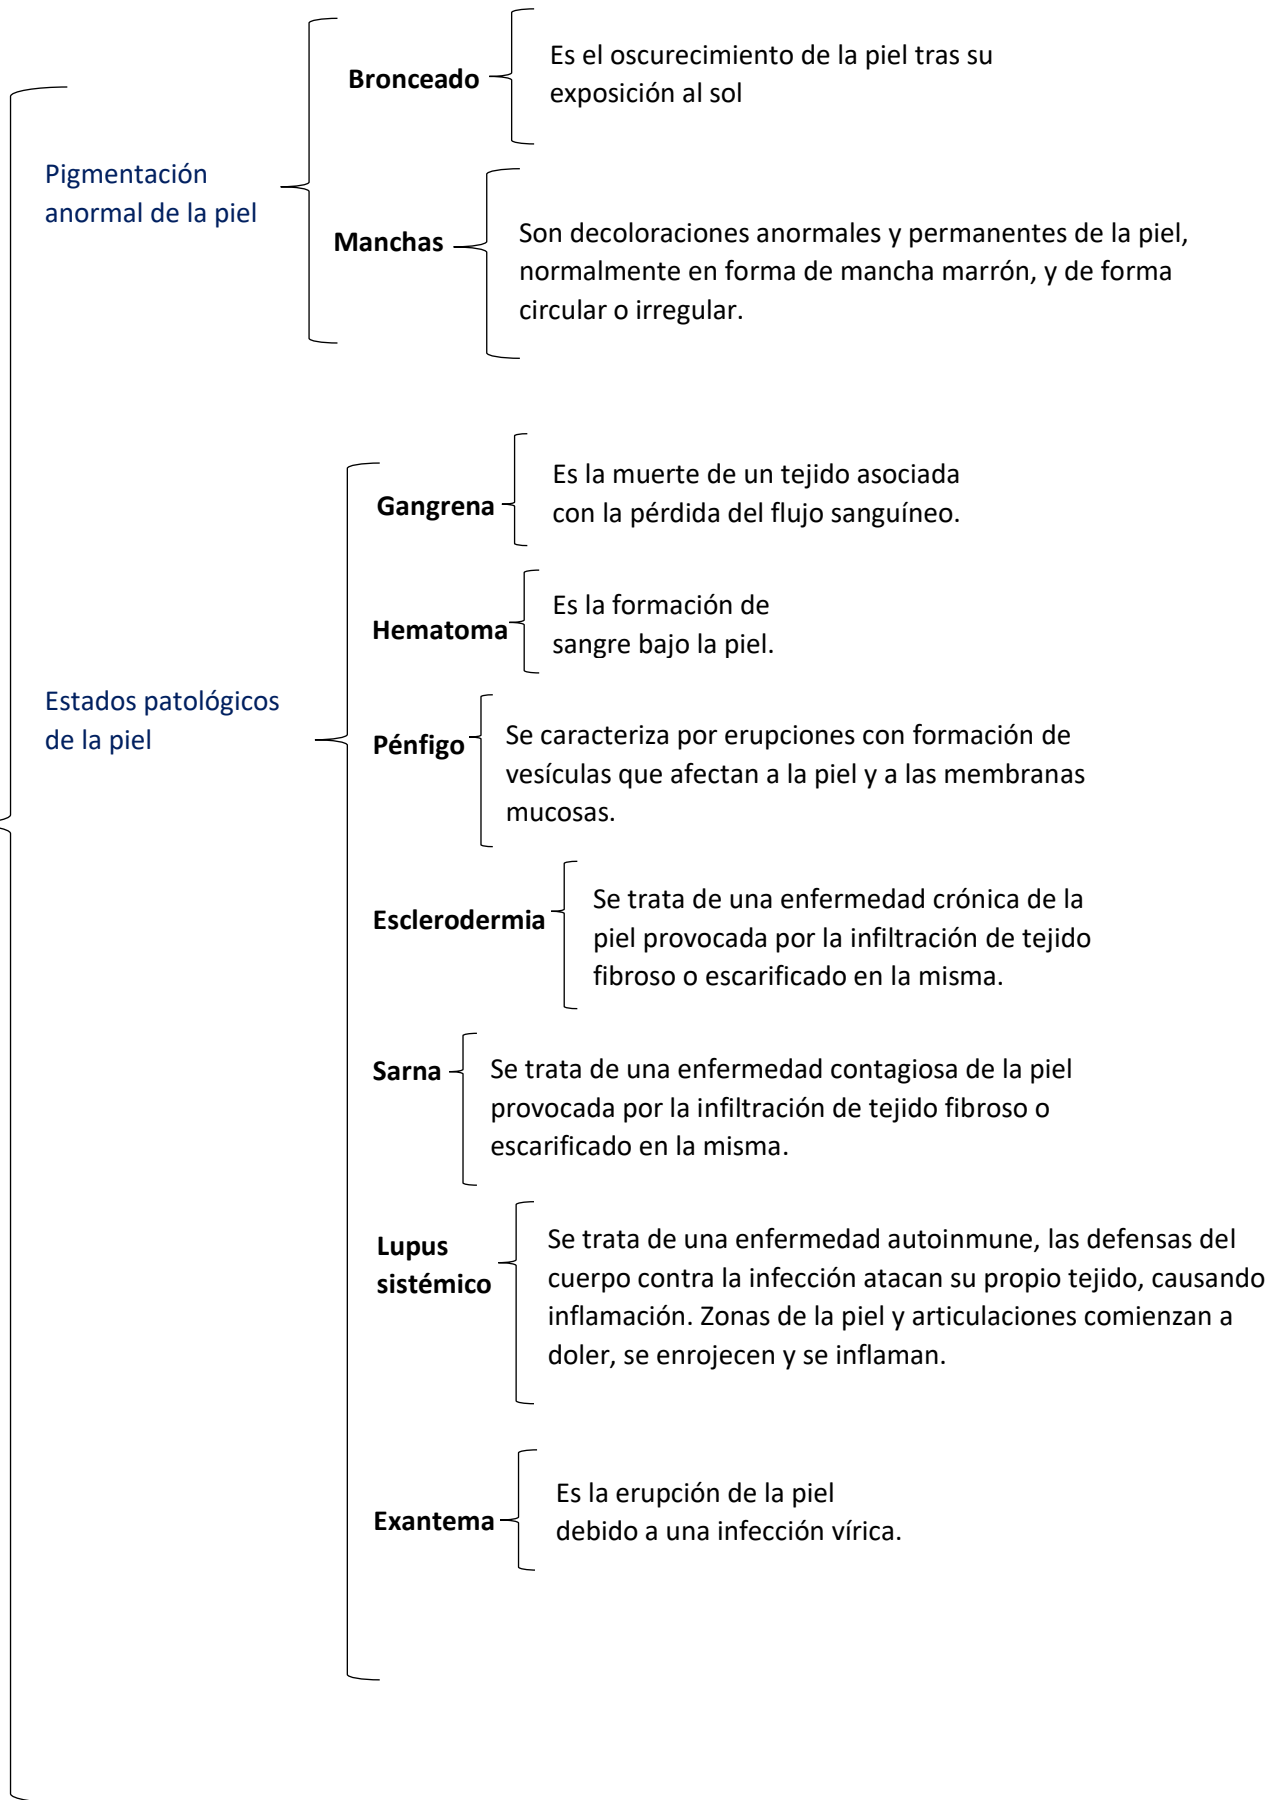 Bronceado
Es el oscurecimiento de la piel tras su
exposición al sol
Pigmentación
anormal de la piel
Manchas
Son decoloraciones anormales y permanentes de la piel,
normalmente en forma de mancha marrón, y de forma
circular o irregular.
Gangrena
Es la muerte de un tejido asociada
con la pérdida del flujo sanguíneo.
Hematoma
Es la formación de
sangre bajo la piel.
Estados patológicos
de la piel
Pénfigo
Se caracteriza por erupciones con formación de
vesículas que afectan a la piel y a las membranas
mucosas.
Esclerodermia
Se trata de una enfermedad crónica de la
piel provocada por la infiltración de tejido
fibroso o escarificado en la misma.
Sarna
Se trata de una enfermedad contagiosa de la piel
provocada por la infiltración de tejido fibroso o
escarificado en la misma.
Lupus
sistémico
Se trata de una enfermedad autoinmune, las defensas del
cuerpo contra la infección atacan su propio tejido, causando
inflamación. Zonas de la piel y articulaciones comienzan a
doler, se enrojecen y se inflaman.
Exantema
Es la erupción de la piel
debido a una infección vírica.